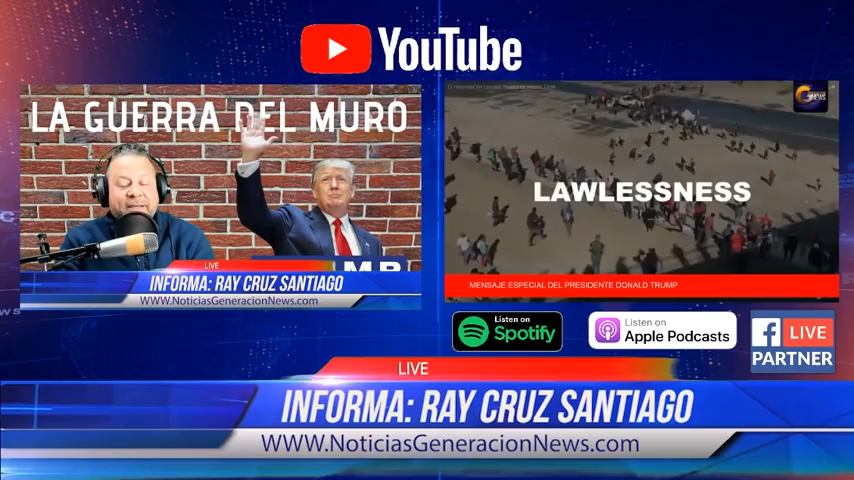 YouTube
LA GUERRA DEL MURO
LIVE
INFORMA: RAY CRUZ SANTIAGO
WWW.NoticiasGeneracionNews.com
NEWS
LAWLESSNESS
MENSAJE ESPECIAL DEL PRESIDENTE DONALD TRUMP
Listen on
Spotify
Listen on
Apple Podcasts
LIVE
PARTNER
LIVE
INFORMA: RAY CRUZ SANTIAGO
WWW.NoticiasGeneracionNews.com